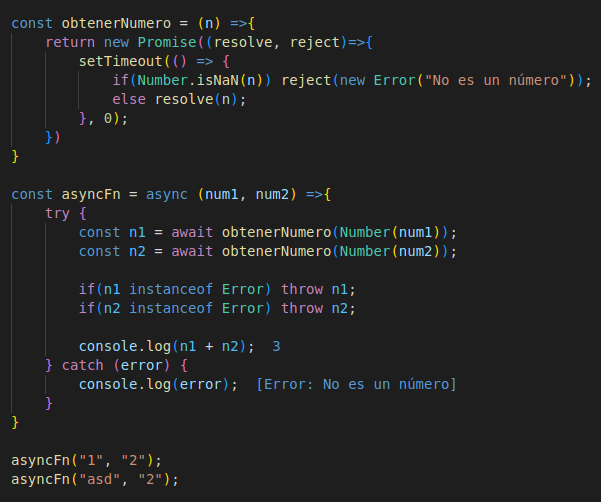 const obtenerNumero = (n) =>{
    return new Promise((resolve, reject)=>{
        setTimeout(() => {
            if(Number.isNaN(n)) reject(new Error("No es un número"));
            else resolve(n);
        }, 0);
    })
}

const asyncFn = async (num1, num2) =>{
    try {
        const n1 = await obtenerNumero(Number(num1));
        const n2 = await obtenerNumero(Number(num2));

        if(n1 instanceof Error) throw n1;
        if(n2 instanceof Error) throw n2;

        console.log(n1 + n2);  3
    } catch (error) {
        console.log(error);  [Error: No es un número]
    }
}

asyncFn("1", "2");
asyncFn("asd", "2");